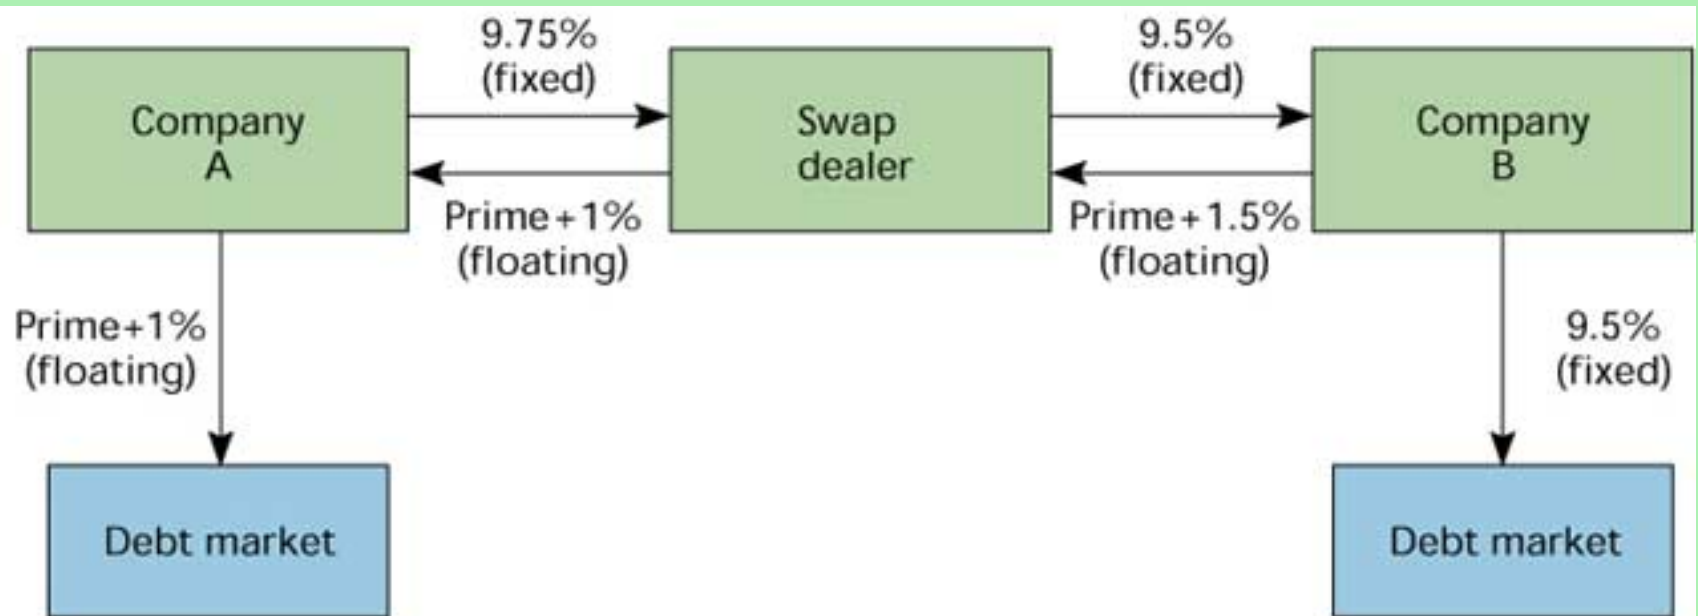 9.75%
(fixed)
9.5%
(fixed)
Company
A
Swap
dealer
Company
B
Prime+1%
(floating)
Prime+1.5%
(floating)
Prime+1%
(floating)
9.5%
(fixed)
Debt market
Debt market